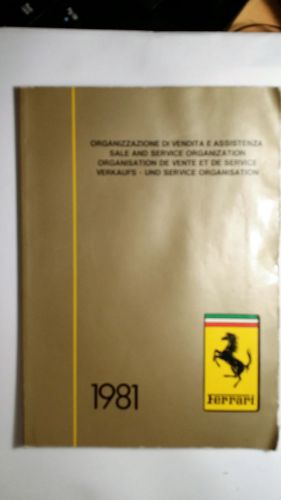 ORGANIZZAZIONE DI VENDITA E ASSISTENZA
SALE AND SERVICE ORGANIZATION
ORGANISATION DE VENTE ET DE SERVICE
VERKAUFS - UND SERVICE ORGANISATION
1981
Ferrari